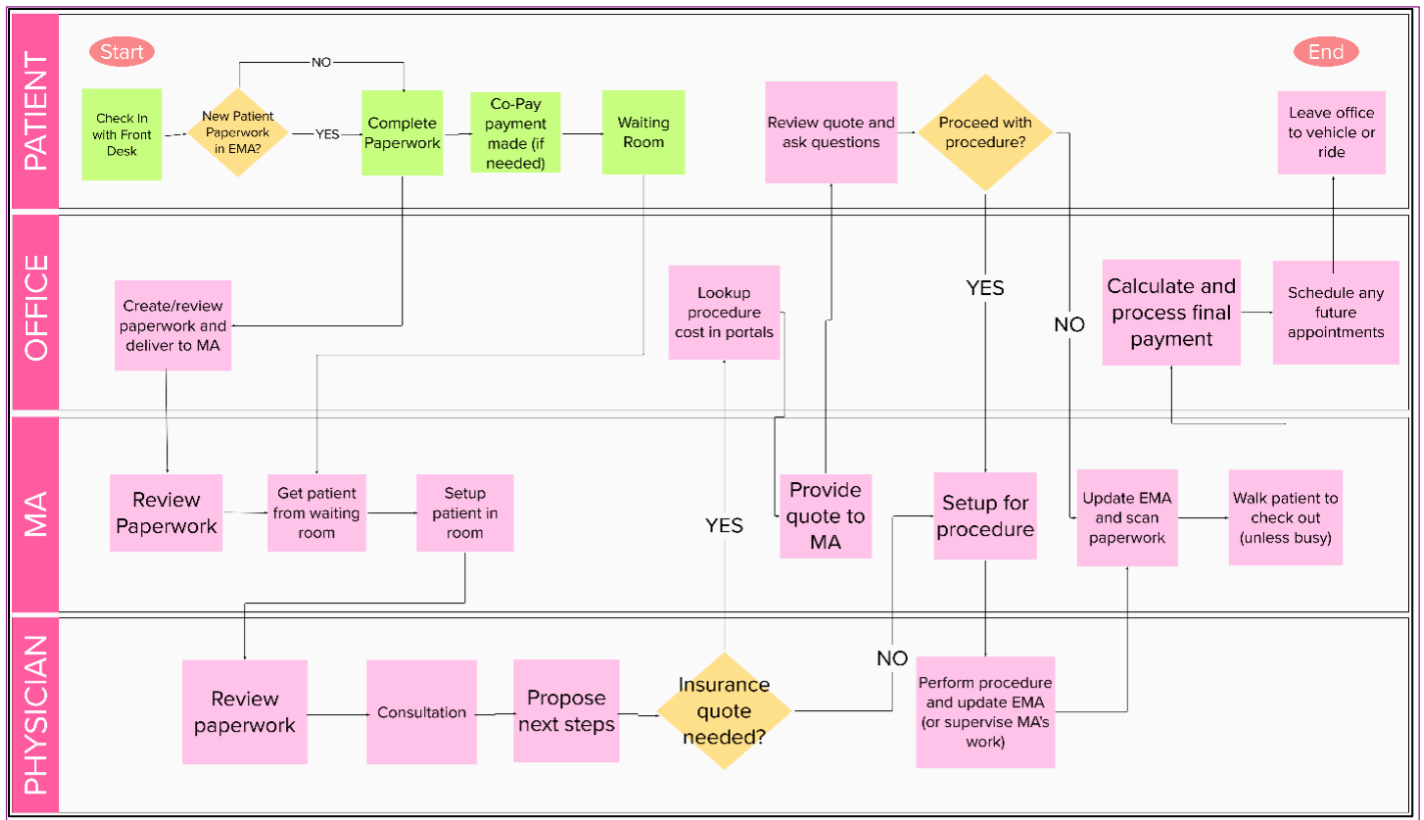 PATIENT
Start
End
NO
Check In
with Front
Desk
New Patient
Paperwork
in EMA?
YES
Complete
Paperwork
Co-Pay
payment
made (if
needed)
Waiting
Room
Review quote and
ask questions
Proceed with
procedure?
Leave office
to vehicle or
ride
OFFICE
Create/review
paperwork and
deliver to MA
Lookup
procedure
cost in portals
YES
NO
Calculate and
process final
payment
Schedule any
future
appointments
MA
Review
Paperwork
Get patient
from waiting
room
Setup
patient in
room
YES
Provide
quote to
MA
Setup for
procedure
Update EMA
and scan
paperwork
Walk patient to
check out
(unless busy)
PHYSICIAN
Review
paperwork
Consultation
Propose
next steps
Insurance
quote
needed?
NO
Perform procedure
and update EMA
(or supervise MA's
work)